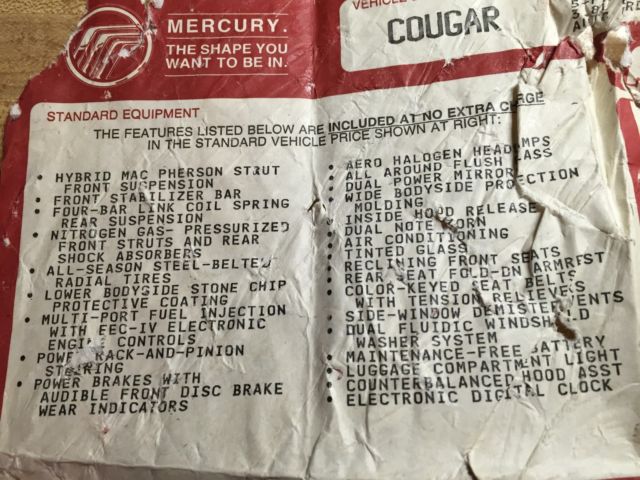 MERCURY.
THE SHAPE YOU
WANT TO BE IN.
VEHICLE
COUGAR
STANDARD EQUIPMENT
THE FEATURES LISTED BELOW ARE INCLUDED AT NO EXTRA
IN THE STANDARD VEHICLE PRICE SHOWN AT RIGHT:
• HYBRID MAC PHERSON STRUT
FRONT SUSPENSION
• FRONT STABILIZER BAR
• FOUR-BAR LINK COIL SPRING
REAR SUSPENSION
• NITROGEN GAS- PRESSURIZED
FRONT STRUTS AND REAR
SHOCK ABSORBERS
• ALL-SEASON STEEL-BELTED
RADIAL TIRES
• LOWER BODYSIDE STONE CHIP
PROTECTIVE COATING
• MULTI-PORT FUEL INJECTION
WITH EEC-IV ELECTRONIC
ENGINE CONTROLS
• POWER RACK-AND-PINION
STEERING
• POWER BRAKES WITH
AUDIBLE FRONT DISC BRAKE
WEAR INDICATORS
• AERO HALOGEN
• ALL AROUND FLUSH
• DUAL POWER MIRROR
• WIDE BODYSIDE
MOLDING
• INSIDE HOOD RELEASE
• DUAL NOTE HORN
• AIR CONDITIONING
• TINTED GLASS
• RECLINING FRONT SEATS
• REAR SEAT FOLD-DN ARMREST
• COLOR-KEYED SEAT BELTS
WITH TENSION RELIEVERS
• SIDE-WINDOW DEMISTER VENTS
• DUAL FLUIDIC
WASHER SYSTEM
• MAINTENANCE-FREE BATTERY
• LUGGAGE COMPARTMENT LIGHT
• COUNTERBALANCED HOOD ASST
• ELECTRONIC DIGITAL CLOCK